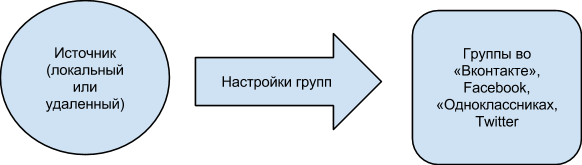 Источник
(локальный
или
удаленный)
Настройки групп
Группы во
«Вконтакте»,
Facebook,
«Одноклассниках,
Twitter